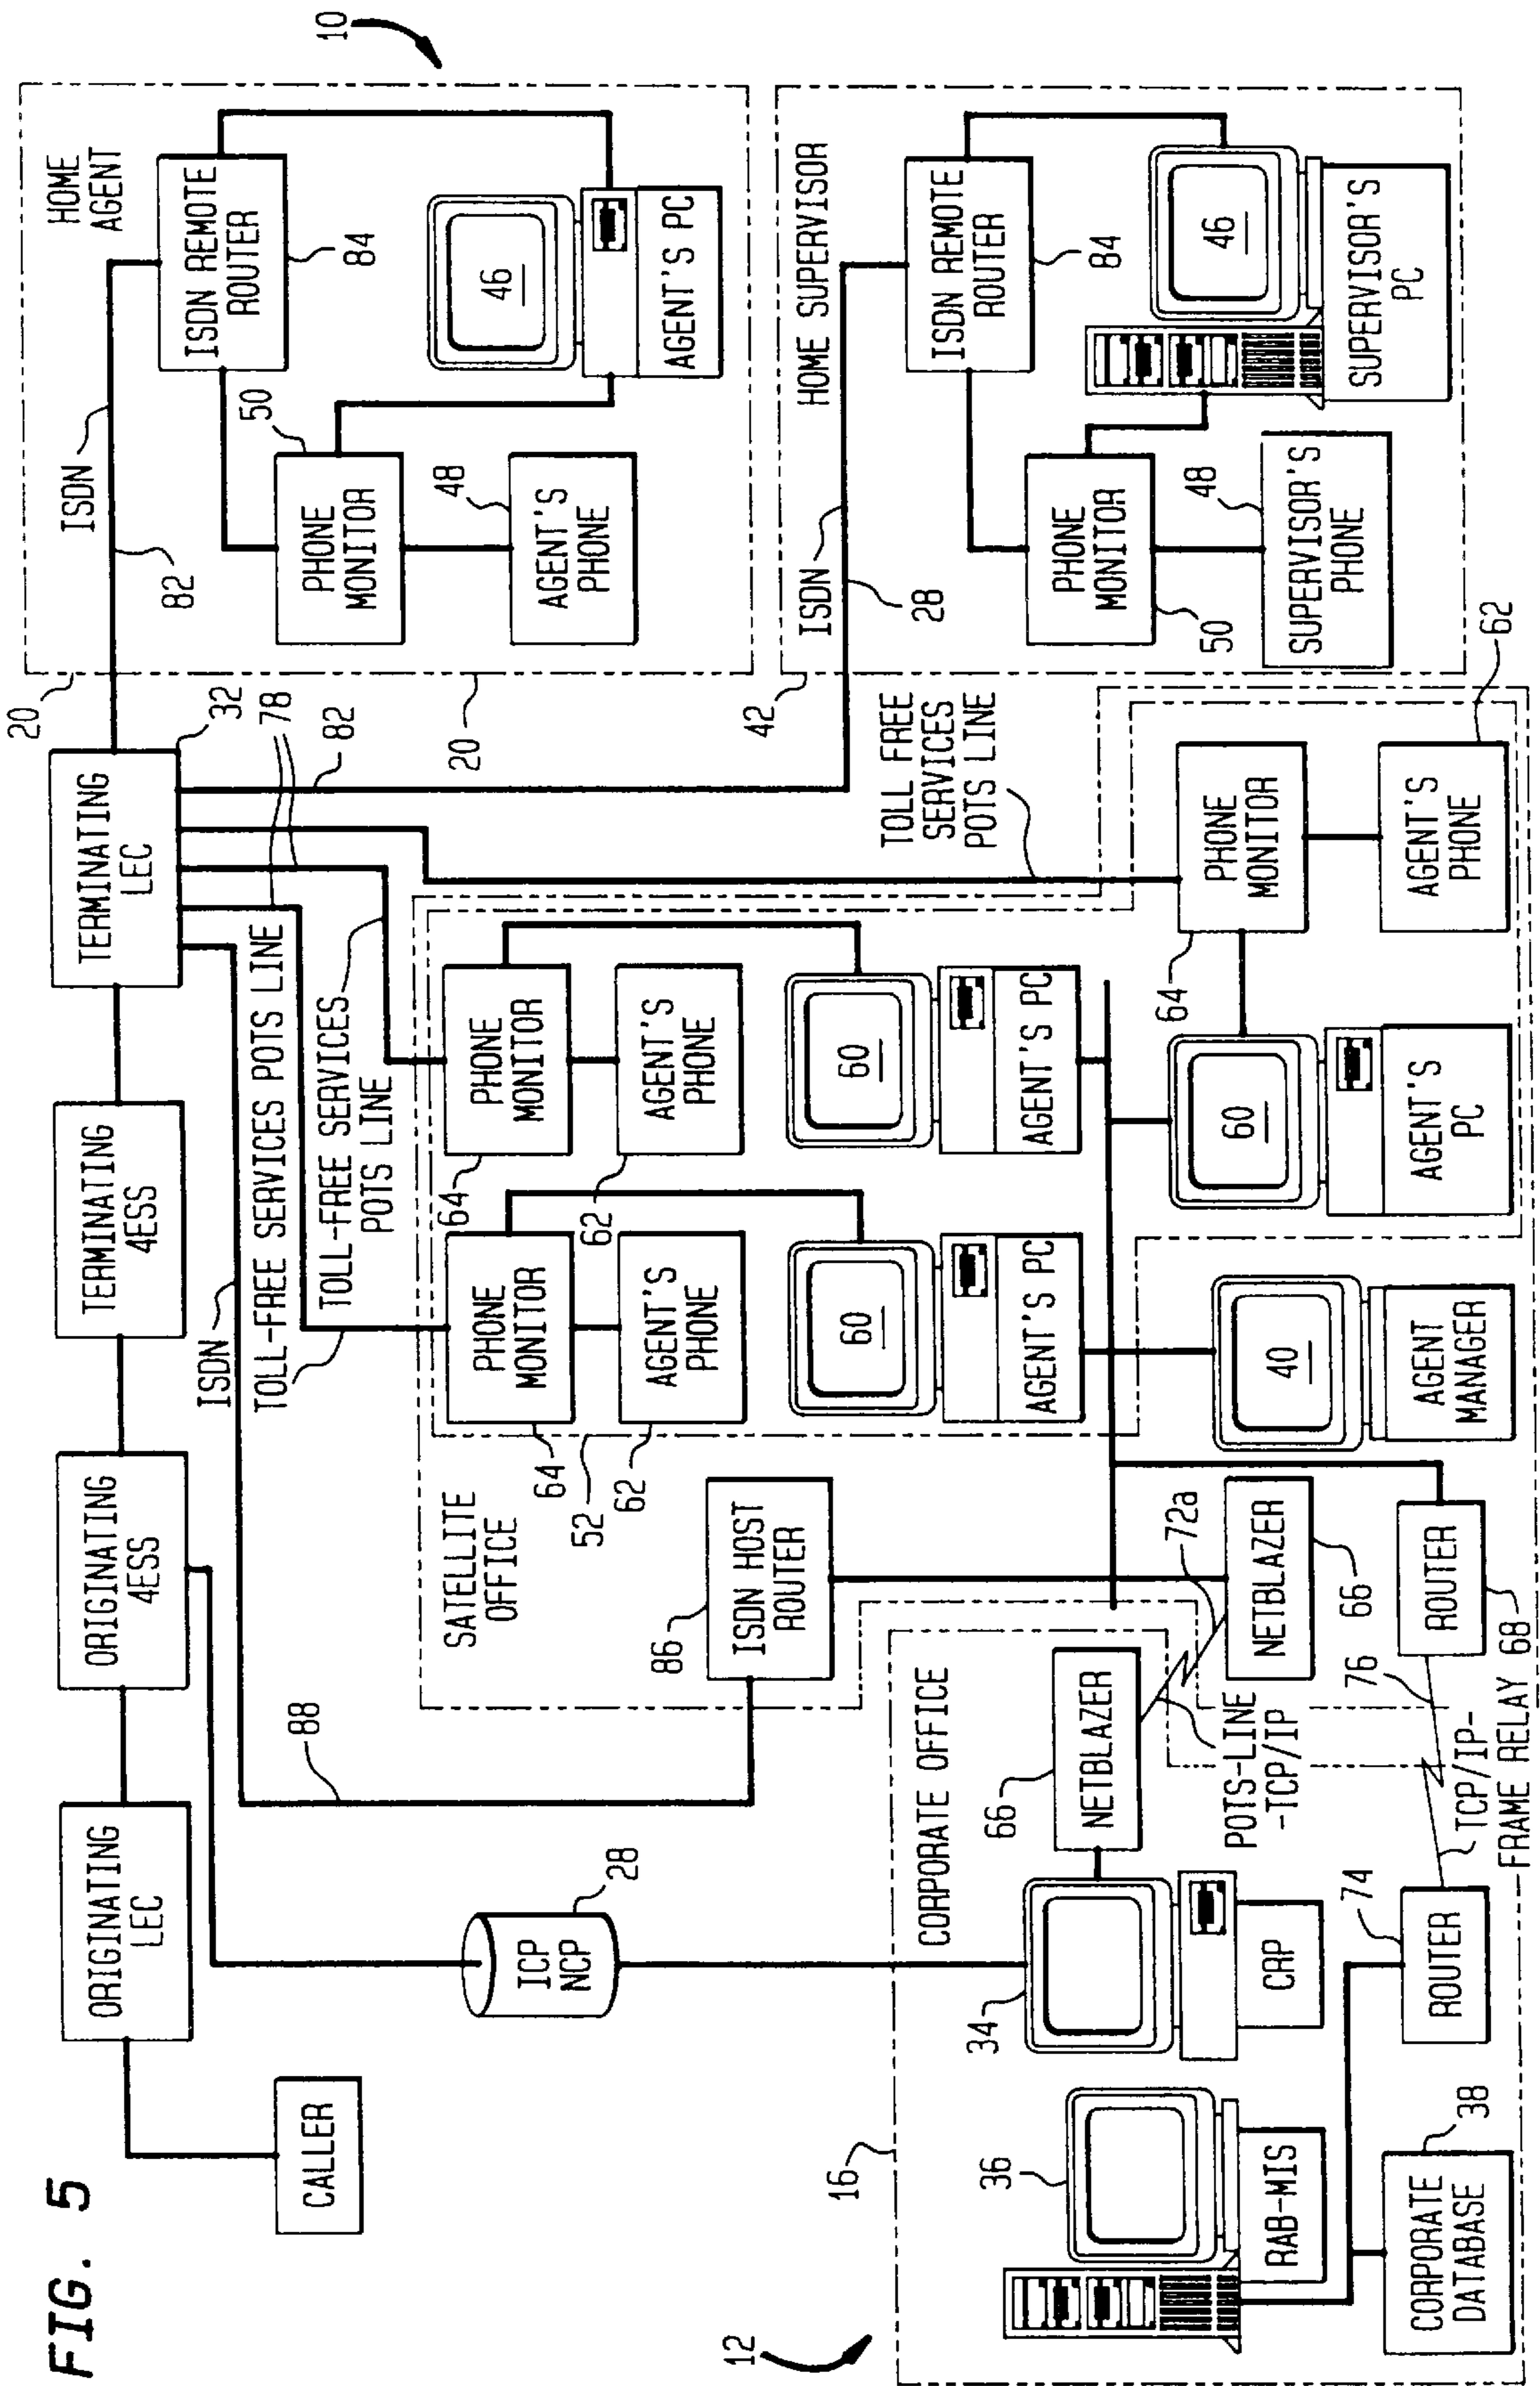 FIG. 5
10
CALLER
ORIGINATING
LEC
ORIGINATING
4ESS
TERMINATING
4ESS
TERMINATING
LEC
32
78
82
20
20
ISDN
82
HOME
AGENT
ISDN REMOTE
ROUTER
84
50
PHONE
MONITOR
48
AGENT'S
PHONE
46
AGENT'S PC
HOME SUPERVISOR
42
ISDN
28
ISDN REMOTE
ROUTER
84
PHONE
MONITOR
50
48
SUPERVISOR'S
PHONE
46
SUPERVISOR'S
PC
ICP
NCP
28
88
ISDN
TOLL-FREE SERVICES POTS LINE
TOLL-FREE SERVICES
POTS LINE
TOLL FREE
SERVICES
POTS LINE
SATELLITE
OFFICE
52
ISDN HOST
ROUTER
86
PHONE
MONITOR
64
AGENT'S
PHONE
62
60
AGENT'S PC
PHONE
MONITOR
64
AGENT'S
PHONE
62
60
AGENT'S PC
PHONE
MONITOR
64
AGENT'S
PHONE
62
60
AGENT'S
PC
40
AGENT
MANAGER
NETBLAZER
66
72a
ROUTER
68
CORPORATE OFFICE
16
12
NETBLAZER
66
POTS-LINE
-TCP/IP
76
TCP/IP-
FRAME RELAY
34
CRP
36
RAB-MIS
ROUTER
74
CORPORATE
DATABASE
38